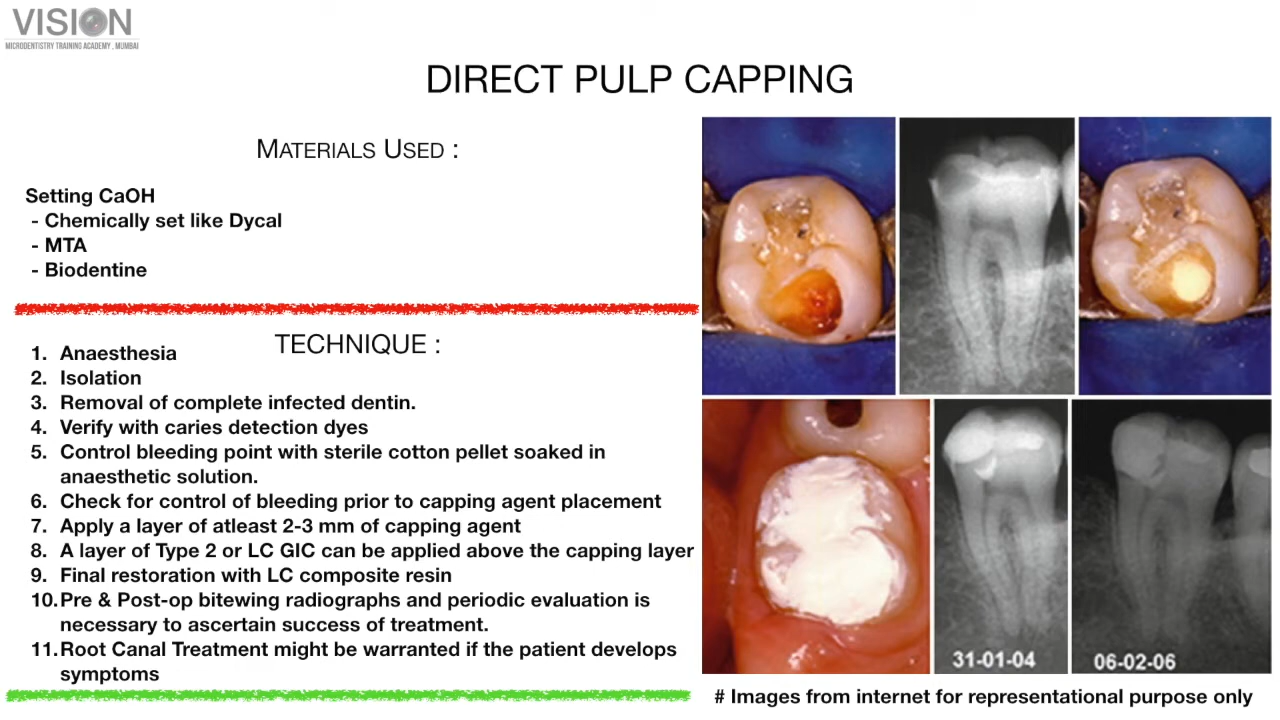 VISION
MICRODENTISTRY TRAINING ACADEMY , MUMBAI
DIRECT PULP CAPPING
MATERIALS USED :
Setting CaOH
- Chemically set like Dycal
- MTA
- Biodentine
TECHNIQUE :
1. Anaesthesia
2. Isolation
3. Removal of complete infected dentin.
4. Verify with caries detection dyes
5. Control bleeding point with sterile cotton pellet soaked in
anaesthetic solution.
6. Check for control of bleeding prior to capping agent placement
7. Apply a layer of atleast 2-3 mm of capping agent
8. A layer of Type 2 or LC GIC can be applied above the capping layer
9. Final restoration with LC composite resin
10. Pre & Post-op bitewing radiographs and periodic evaluation is
necessary to ascertain success of treatment.
11. Root Canal Treatment might be warranted if the patient develops
symptoms
31-01-04
06-02-06
# Images from internet for representational purpose only